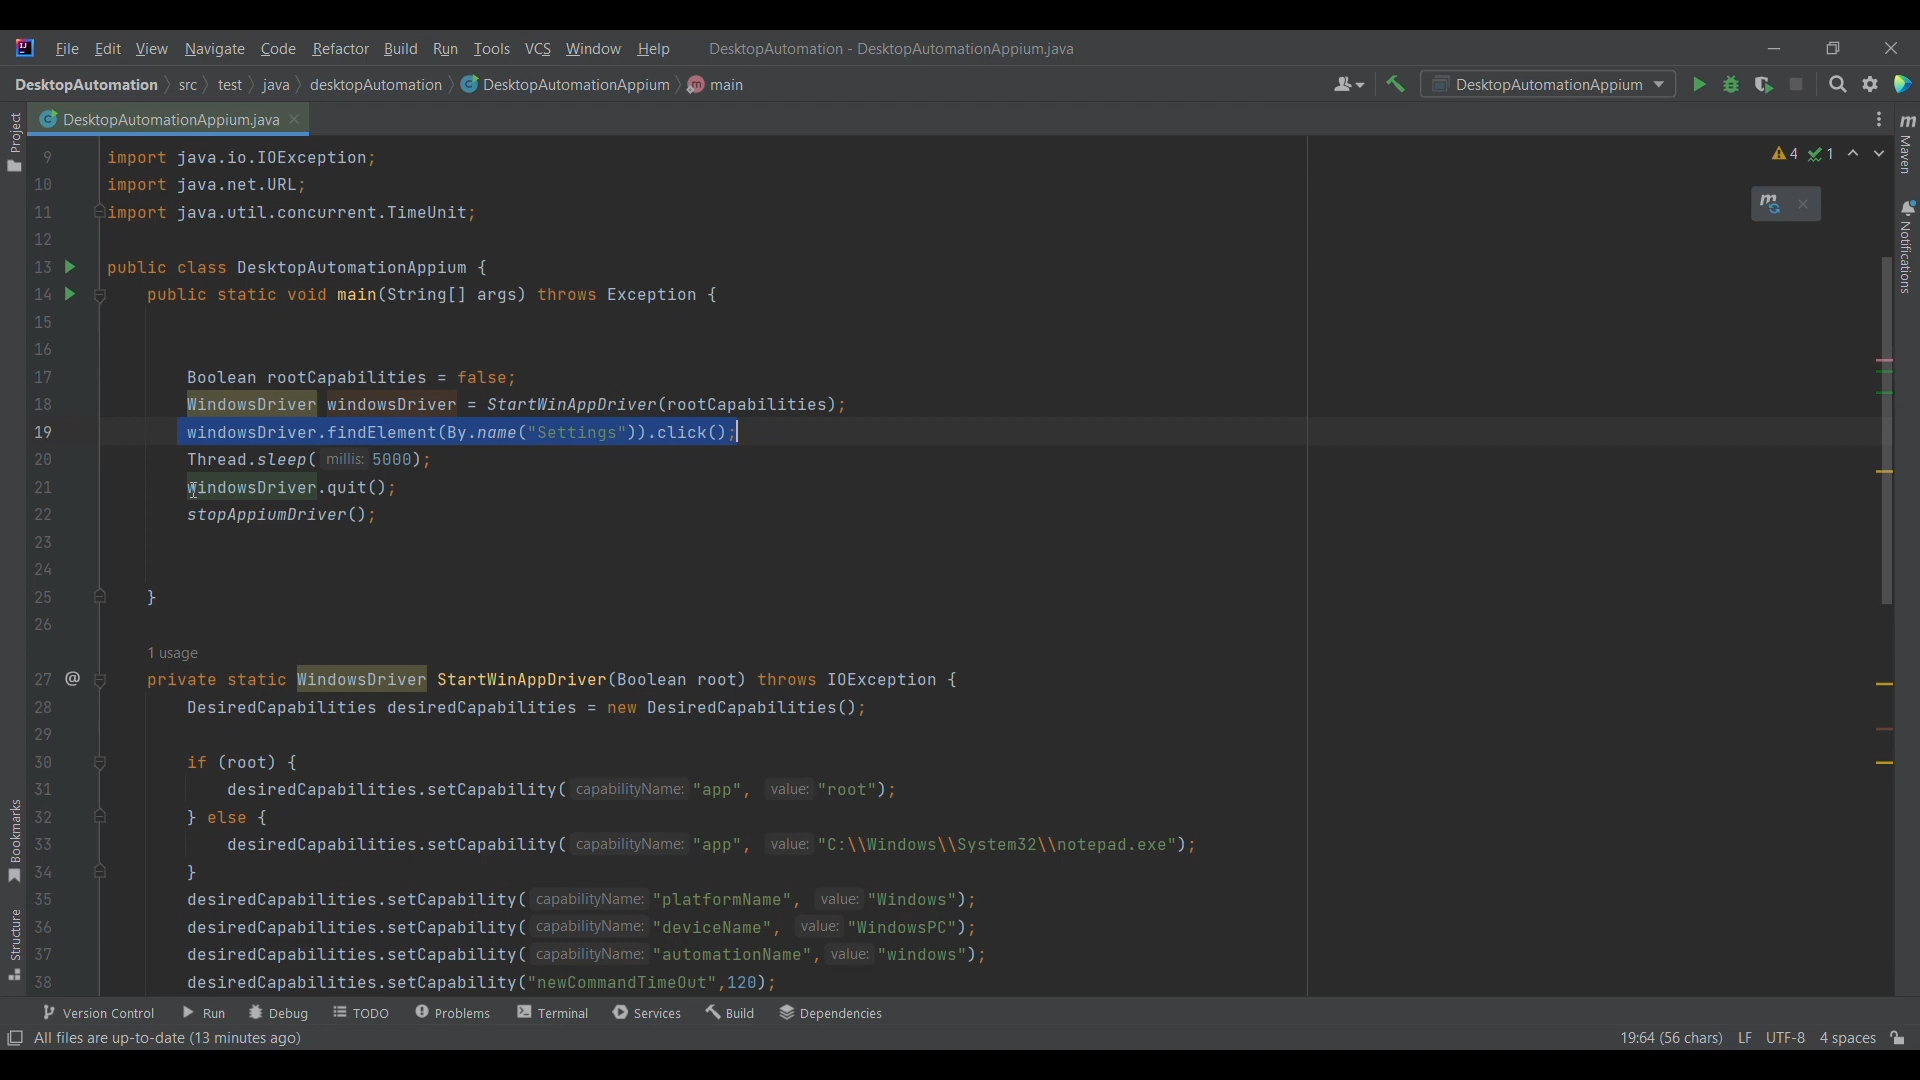 File Edit View Navigate Code Refactor Build Run Tools VCS Window Help DesktopAutomation - DesktopAutomationAppium.java
DesktopAutomation src test java desktopAutomation DesktopAutomationAppium main DesktopAutomationAppium
DesktopAutomationAppium.java
Project
Maven
Notifications
4 1
9 import java.io.IOException;
10 import java.net.URL;
11 import java.util.concurrent.TimeUnit;
12
13 public class DesktopAutomationAppium {
14 public static void main(String[] args) throws Exception {
15
16
17 Boolean rootCapabilities = false;
18 WindowsDriver windowsDriver = StartWinAppDriver(rootCapabilities);
19 windowsDriver.findElement(By.name("Settings")).click();
20 Thread.sleep( millis: 5000);
21 windowsDriver.quit();
22 stopAppiumDriver();
23
24
25 }
26
1 usage
27 @ private static WindowsDriver StartWinAppDriver(Boolean root) throws IOException {
28 DesiredCapabilities desiredCapabilities = new DesiredCapabilities();
29
30 if (root) {
31 desiredCapabilities.setCapability( capabilityName: "app", value: "root");
32 } else {
33 desiredCapabilities.setCapability( capabilityName: "app", value: "C:\\Windows\\System32\\notepad.exe");
34 }
35 desiredCapabilities.setCapability( capabilityName: "platformName", value: "Windows");
36 desiredCapabilities.setCapability( capabilityName: "deviceName", value: "WindowsPC");
37 desiredCapabilities.setCapability( capabilityName: "automationName", value: "windows");
38 desiredCapabilities.setCapability("newCommandTimeOut",120);
Bookmarks
Structure
Version Control Run Debug TODO Problems Terminal Services Build Dependencies
All files are up-to-date (13 minutes ago) 19:64 (56 chars) LF UTF-8 4 spaces